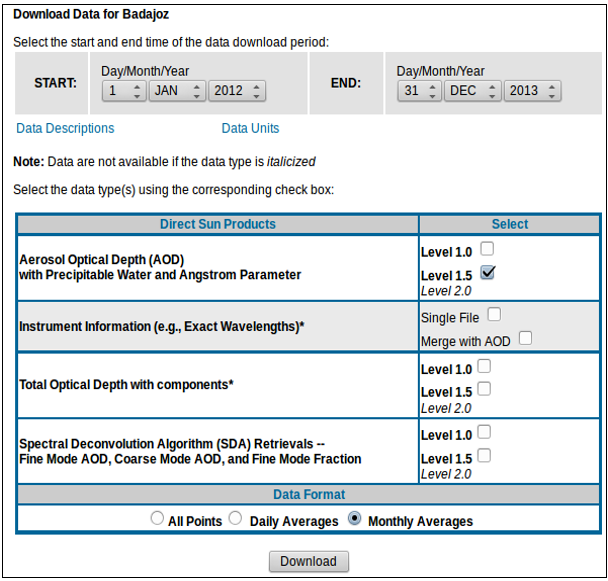 Download Data for Badajoz
Select the start and end time of the data download period:
START:
Day/Month/Year
1 JAN 2012
END:
Day/Month/Year
31 DEC 2013
Data Descriptions Data Units
Note: Data are not available if the data type is italicized
Select the data type(s) using the corresponding check box:
Direct Sun Products Select
Aerosol Optical Depth (AOD)
with Precipitable Water and Angstrom Parameter
Level 1.0
Level 1.5
Level 2.0
Instrument Information (e.g., Exact Wavelengths)*
Single File
Merge with AOD
Total Optical Depth with components*
Level 1.0
Level 1.5
Level 2.0
Spectral Deconvolution Algorithm (SDA) Retrievals --
Fine Mode AOD, Coarse Mode AOD, and Fine Mode Fraction
Level 1.0
Level 1.5
Level 2.0
Data Format
All Points Daily Averages Monthly Averages
Download